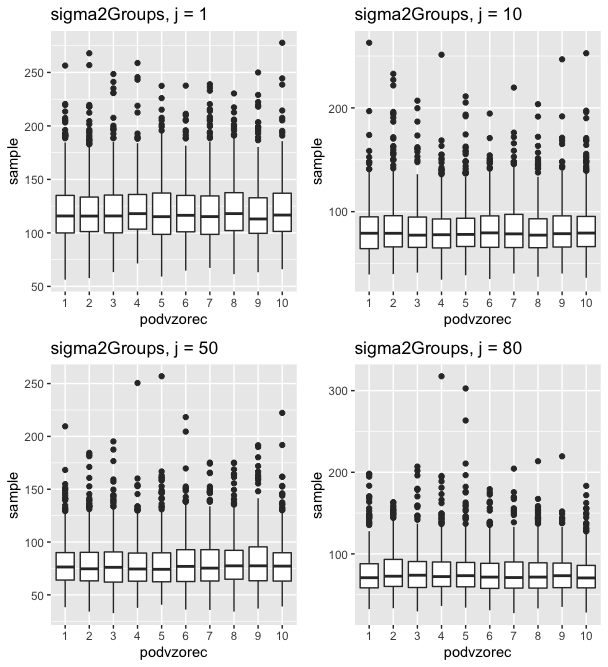 sigma2Groups, j = 1
250
200
150
100
50
sample
1 2 3 4 5 6 7 8 9 10
podvzorec
sigma2Groups, j = 10
200
100
sample
1 2 3 4 5 6 7 8 9 10
podvzorec
sigma2Groups, j = 50
250
200
150
100
50
sample
1 2 3 4 5 6 7 8 9 10
podvzorec
sigma2Groups, j = 80
300
200
100
sample
1 2 3 4 5 6 7 8 9 10
podvzorec